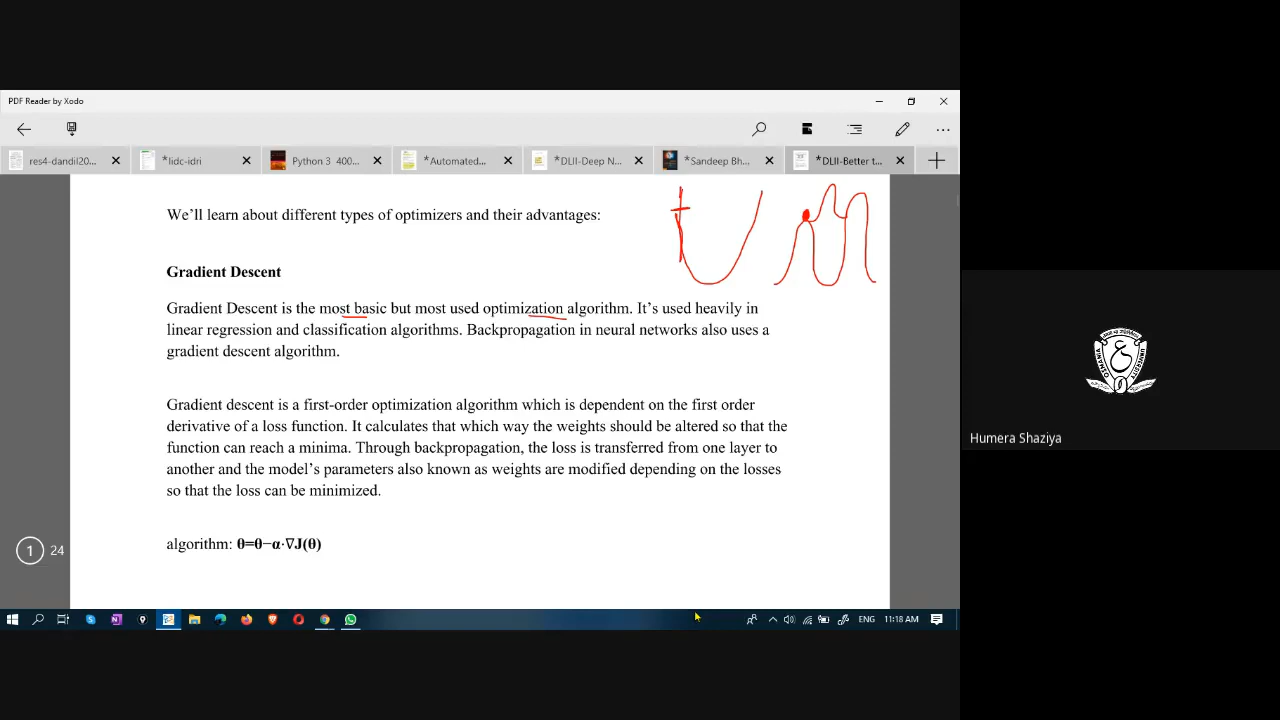 PDF Reader by Xodo
res4-dandil20...
*lidc-idri
Python 3 400...
*Automated...
*DLII-Deep N...
*Sandeep Bh...
*DLII-Better t...
We’ll learn about different types of optimizers and their advantages:
Gradient Descent
Gradient Descent is the most basic but most used optimization algorithm. It’s used heavily in
linear regression and classification algorithms. Backpropagation in neural networks also uses a
gradient descent algorithm.
Gradient descent is a first-order optimization algorithm which is dependent on the first order
derivative of a loss function. It calculates that which way the weights should be altered so that the
function can reach a minima. Through backpropagation, the loss is transferred from one layer to
another and the model’s parameters also known as weights are modified depending on the losses
so that the loss can be minimized.
algorithm: θ=θ−α·∇J(θ)
1 24
ENG 11:18 AM
OSMANIA UNIVERSITY
Humera Shaziya